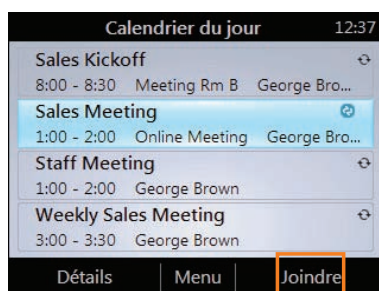 Calendrier du jour 12:37
Sales Kickoff
8:00 - 8:30 Meeting Rm B George Bro...
Sales Meeting
1:00 - 2:00 Online Meeting George Bro...
Staff Meeting
1:00 - 2:00 George Brown
Weekly Sales Meeting
3:00 - 3:30 George Brown
Détails Menu Joindre